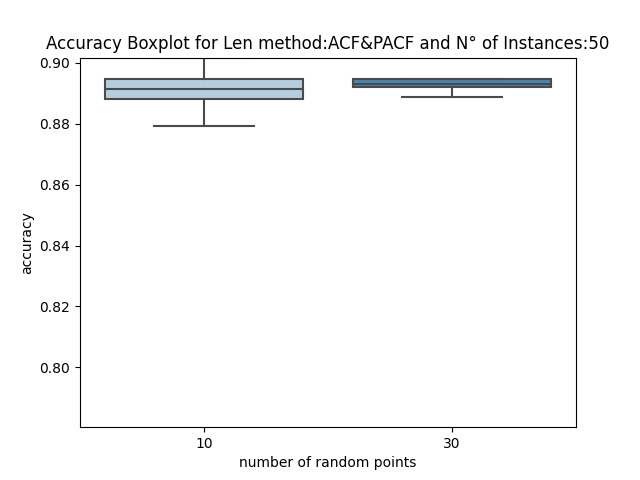 Accuracy Boxplot for Len method:ACF&PACF and N° of Instances:50
0.90
0.88
0.86
0.84
0.82
0.80
accuracy
10 30
number of random points